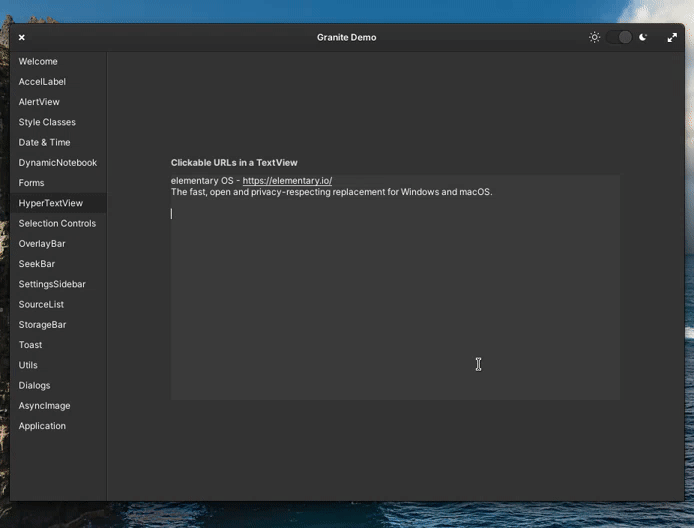 Granite Demo
Welcome
AccelLabel
AlertView
Style Classes
Date & Time
DynamicNotebook
Forms
HyperTextView
Selection Controls
OverlayBar
SeekBar
SettingsSidebar
SourceList
StorageBar
Toast
Utils
Dialogs
AsyncImage
Application
Clickable URLs in a TextView
elementary OS - https://elementary.io/
The fast, open and privacy-respecting replacement for Windows and macOS.